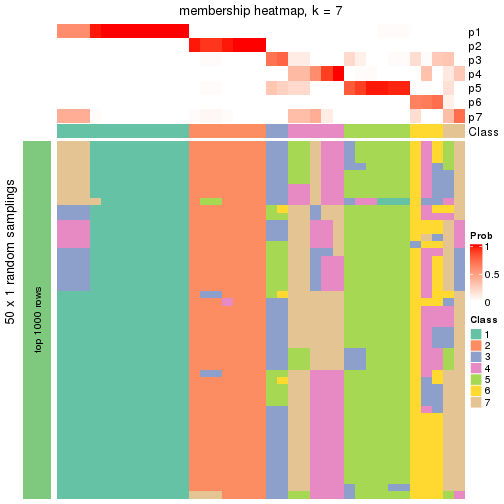 membership heatmap, k = 7
p1
p2
p3
p4
p5
p6
p7
Class
50 x 1 random samplings
top 1000 rows
Prob
1
0.5
0
Class
1
2
3
4
5
6
7